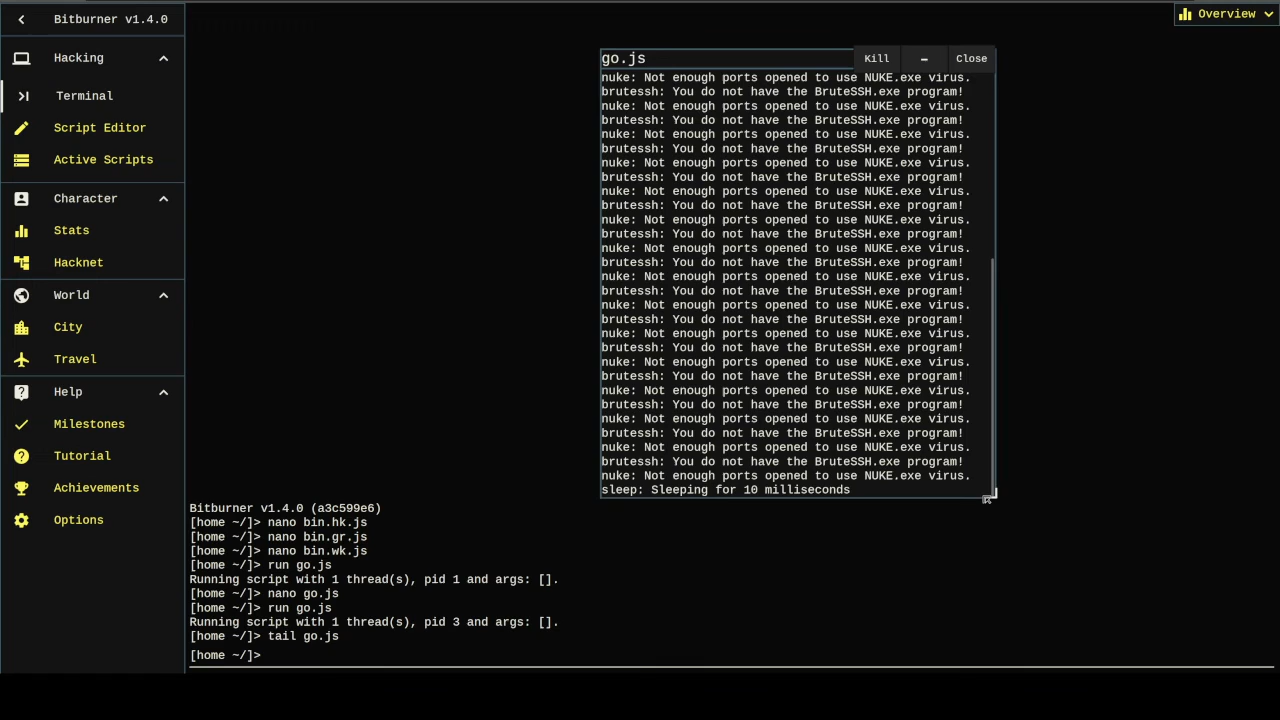 Bitburner v1.4.0
Hacking
Terminal
Script Editor
Active Scripts
Character
Stats
Hacknet
World
City
Travel
Help
Milestones
Tutorial
Achievements
Options
Overview
go.js
Kill
–
Close
nuke: Not enough ports opened to use NUKE.exe virus.
brutessh: You do not have the BruteSSH.exe program!
nuke: Not enough ports opened to use NUKE.exe virus.
brutessh: You do not have the BruteSSH.exe program!
nuke: Not enough ports opened to use NUKE.exe virus.
brutessh: You do not have the BruteSSH.exe program!
nuke: Not enough ports opened to use NUKE.exe virus.
brutessh: You do not have the BruteSSH.exe program!
nuke: Not enough ports opened to use NUKE.exe virus.
brutessh: You do not have the BruteSSH.exe program!
nuke: Not enough ports opened to use NUKE.exe virus.
brutessh: You do not have the BruteSSH.exe program!
nuke: Not enough ports opened to use NUKE.exe virus.
brutessh: You do not have the BruteSSH.exe program!
nuke: Not enough ports opened to use NUKE.exe virus.
brutessh: You do not have the BruteSSH.exe program!
nuke: Not enough ports opened to use NUKE.exe virus.
brutessh: You do not have the BruteSSH.exe program!
nuke: Not enough ports opened to use NUKE.exe virus.
brutessh: You do not have the BruteSSH.exe program!
nuke: Not enough ports opened to use NUKE.exe virus.
brutessh: You do not have the BruteSSH.exe program!
nuke: Not enough ports opened to use NUKE.exe virus.
brutessh: You do not have the BruteSSH.exe program!
nuke: Not enough ports opened to use NUKE.exe virus.
brutessh: You do not have the BruteSSH.exe program!
nuke: Not enough ports opened to use NUKE.exe virus.
brutessh: You do not have the BruteSSH.exe program!
nuke: Not enough ports opened to use NUKE.exe virus.
sleep: Sleeping for 10 milliseconds
Bitburner v1.4.0 (a3c599e6)
[home ~/]> nano bin.hk.js
[home ~/]> nano bin.gr.js
[home ~/]> nano bin.wk.js
[home ~/]> run go.js
Running script with 1 thread(s), pid 1 and args: [].
[home ~/]> nano go.js
[home ~/]> run go.js
Running script with 1 thread(s), pid 3 and args: [].
[home ~/]> tail go.js
[home ~/]>